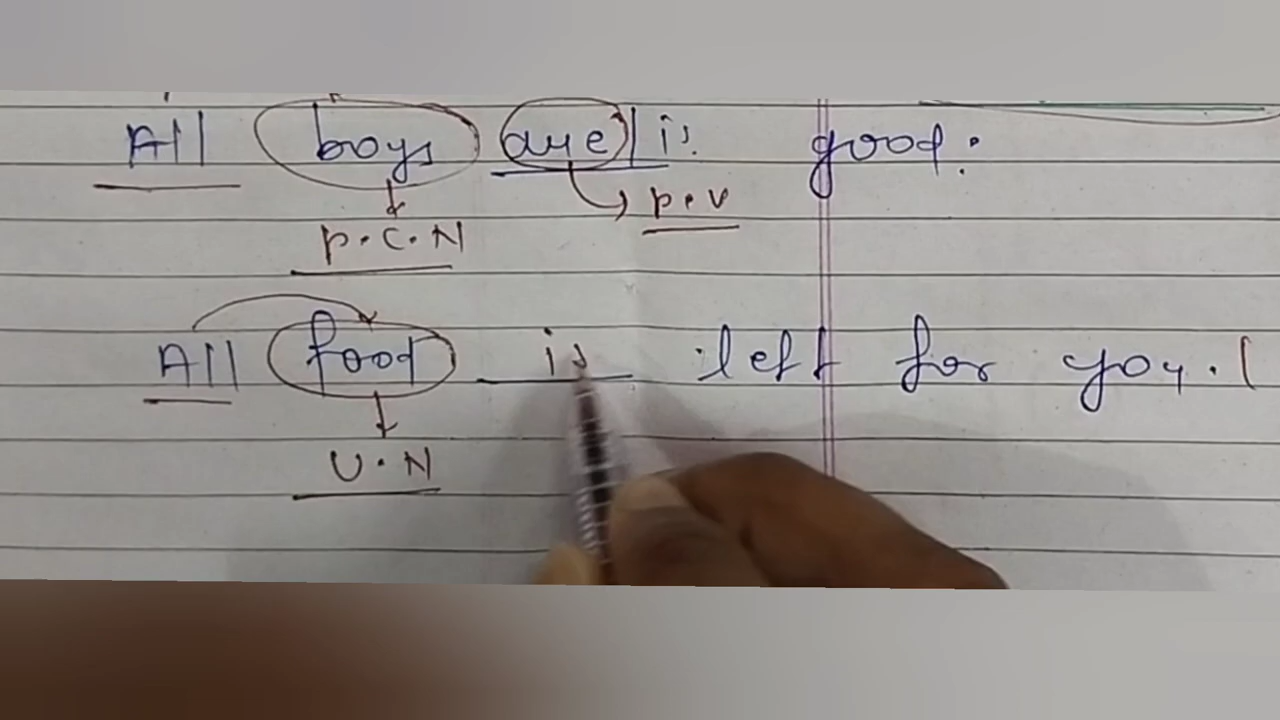 All boys are | is. good.
p.v
P.C.N
All food is left for you. (
U.N